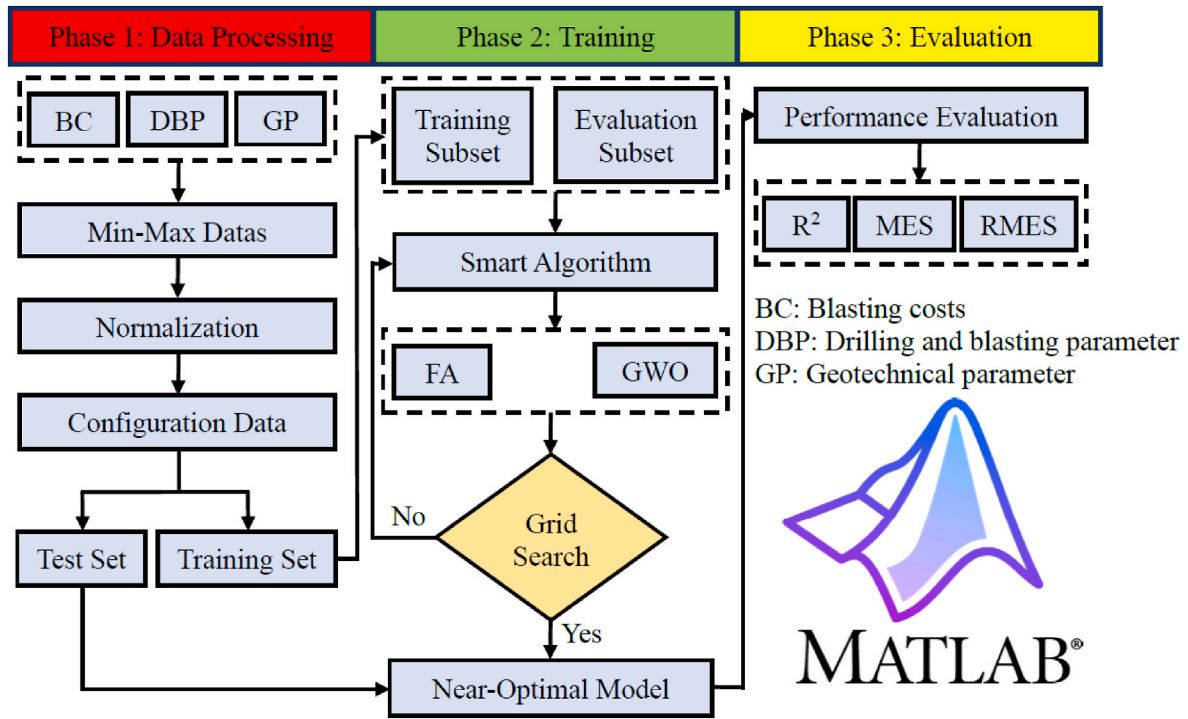 Phase 1: Data Processing
Phase 2: Training
Phase 3: Evaluation
BC
DBP
GP
Min-Max Datas
Normalization
Configuration Data
Test Set
Training Set
Training
Subset
Evaluation
Subset
Smart Algorithm
FA
GWO
Grid
Search
No
Yes
Near-Optimal Model
Performance Evaluation
R²
MES
RMES
BC: Blasting costs
DBP: Drilling and blasting parameter
GP: Geotechnical parameter
MATLAB®